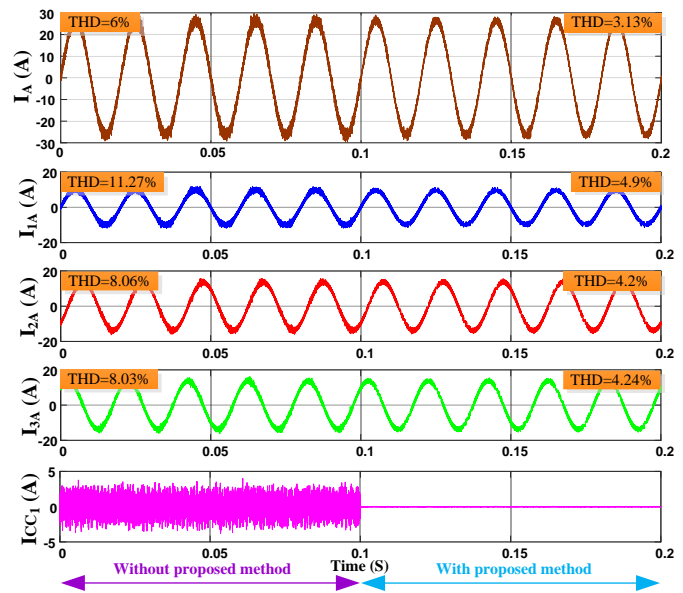 THD=6%
THD=3.13%
I_A (A)
30
20
10
0
-10
-20
-30
0
0.05
0.1
0.15
0.2
THD=11.27%
THD=4.9%
I_1A (A)
20
0
-20
0
0.05
0.1
0.15
0.2
THD=8.06%
THD=4.2%
I_2A (A)
20
0
-20
0
0.05
0.1
0.15
0.2
THD=8.03%
THD=4.24%
I_3A (A)
20
0
-20
0
0.05
0.1
0.15
0.2
I_CC1 (A)
5
0
-5
0
0.05
0.1
0.15
0.2
Time (S)
Without proposed method
With proposed method